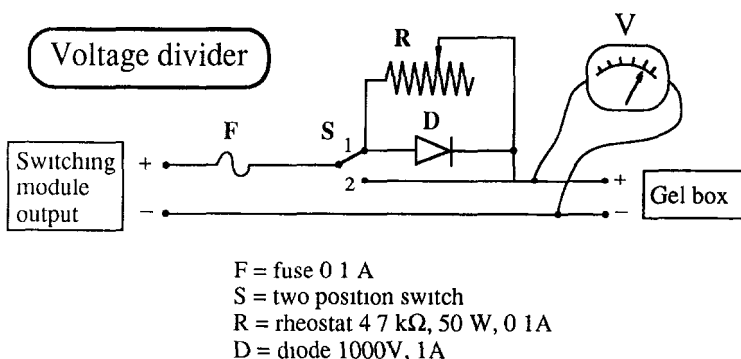 Voltage divider
R
V
F
S
1
D
2
Switching
module
output
+
−
+
−
Gel box
F = fuse 0 1 A
S = two position switch
R = rheostat 4 7 kΩ, 50 W, 0 1A
D = diode 1000V, 1A